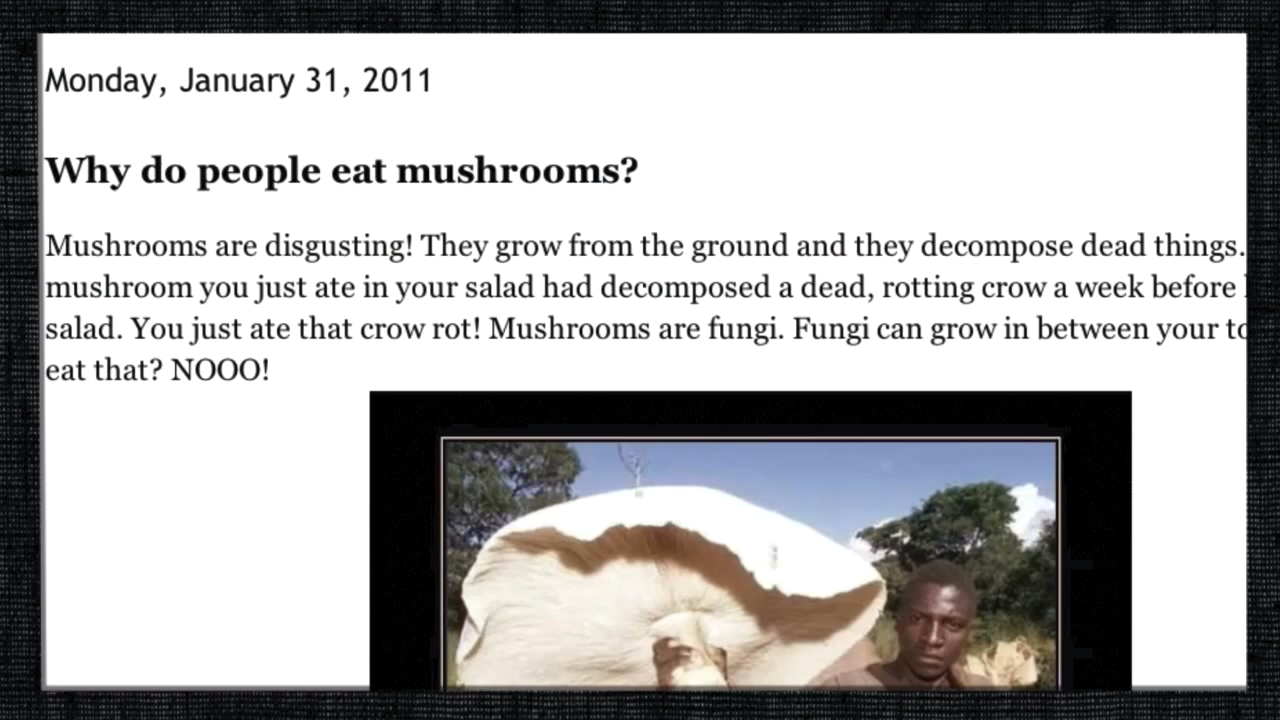 Monday, January 31, 2011
Why do people eat mushrooms?
Mushrooms are disgusting! They grow from the ground and they decompose dead things.
mushroom you just ate in your salad had decomposed a dead, rotting crow a week before
salad. You just ate that crow rot! Mushrooms are fungi. Fungi can grow in between your
eat that? NOOO!